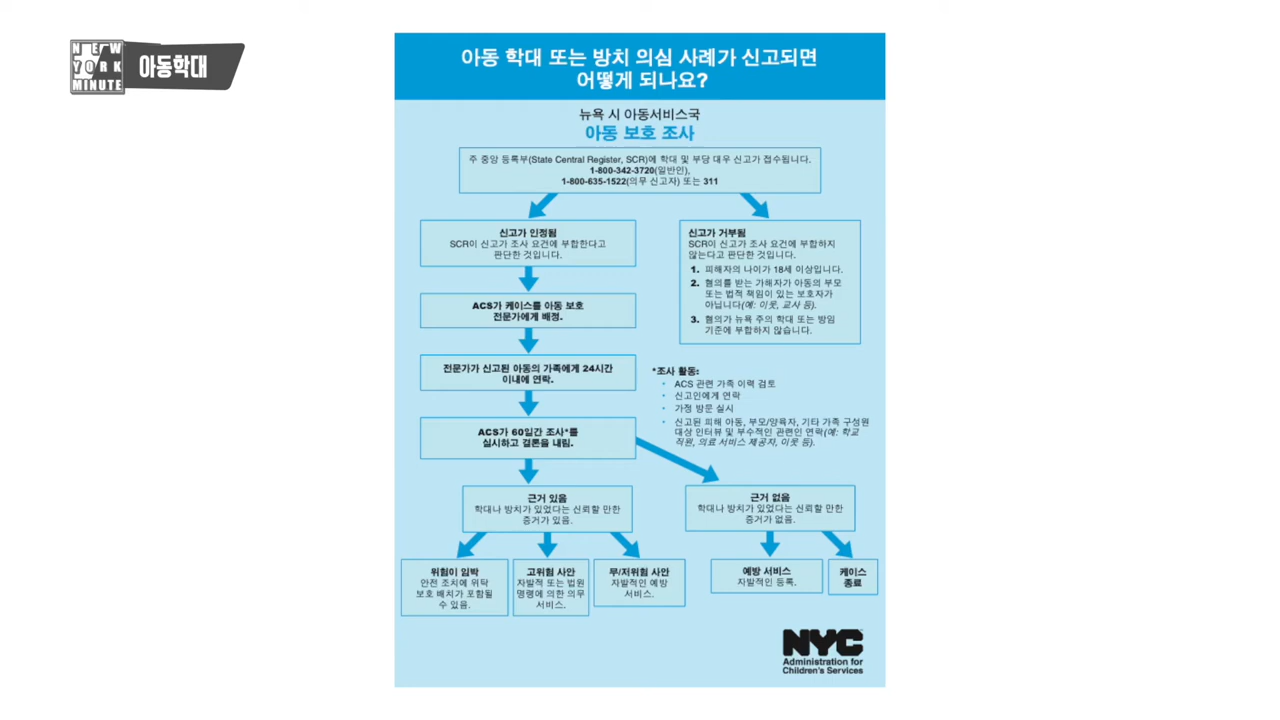 NEW
YORK
MINUTE
아동학대
아동 학대 또는 방치 의심 사례가 신고되면
어떻게 되나요?
뉴욕 시 아동서비스국
아동 보호 조사
주 중앙 등록부(State Central Register, SCR)에 학대 및 부당 대우 신고가 접수됩니다.
1-800-342-3720(일반인),
1-800-635-1522(의무 신고자) 또는 311
신고가 인정됨
SCR이 신고가 조사 요건에 부합한다고
판단한 것입니다.
신고가 거부됨
SCR이 신고가 조사 요건에 부합하지
않는다고 판단한 것입니다.
1. 피해자의 나이가 18세 이상입니다.
2. 혐의를 받는 가해자가 아동의 부모
또는 법적 책임이 있는 보호자가
아닙니다(예: 이웃, 교사 등).
3. 혐의가 뉴욕 주의 학대 또는 방임
기준에 부합하지 않습니다.
ACS가 케이스를 아동 보호
전문가에게 배정.
전문가가 신고된 아동의 가족에게 24시간
이내에 연락.
*조사 활동:
• ACS 관련 가족 이력 검토
• 신고인에게 연락
• 가정 방문 실시
• 신고된 피해 아동, 부모/양육자, 기타 가족 구성원
대상 인터뷰 및 부수적인 관련인 연락(예: 학교
직원, 의료 서비스 제공자, 이웃 등).
ACS가 60일간 조사*를
실시하고 결론을 내림.
근거 있음
학대나 방치가 있었다는 신뢰할 만한
증거가 있음.
근거 없음
학대나 방치가 있었다는 신뢰할 만한
증거가 없음.
위험이 임박
안전 조치에 위탁
보호 배치가 포함될
수 있음.
고위험 사안
자발적 또는 법원
명령에 의한 의무
서비스.
무/저위험 사안
자발적인 예방
서비스.
예방 서비스
자발적인 등록.
케이스
종료
NYC
Administration for
Children's Services